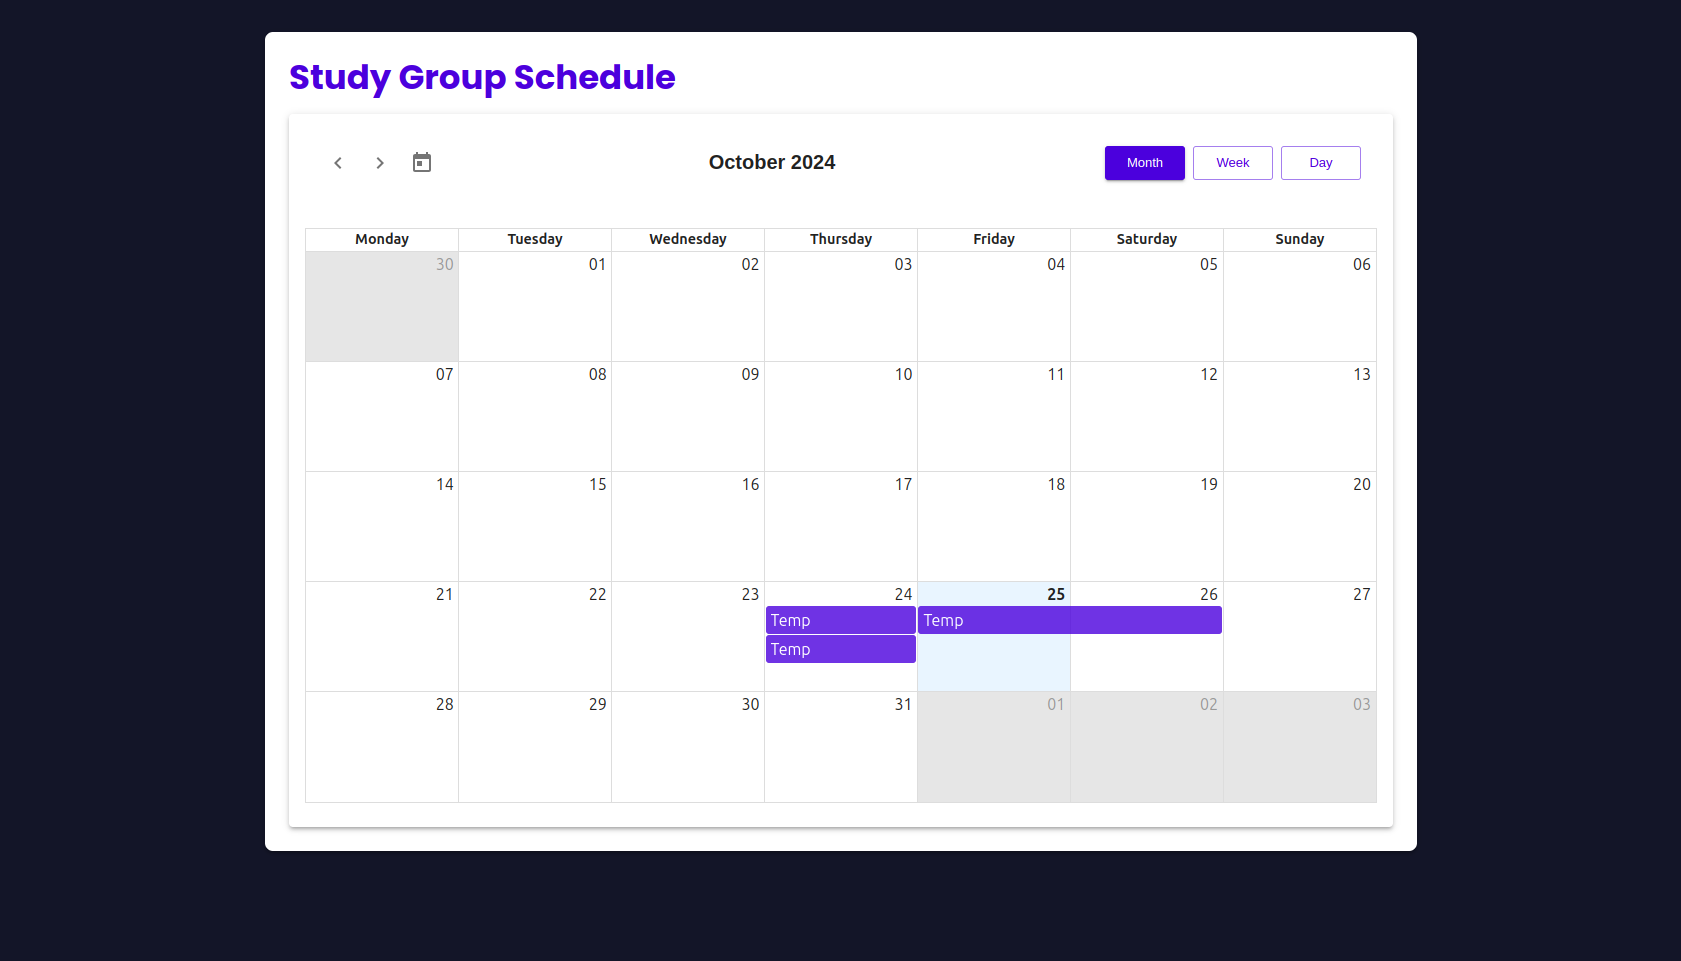 Study Group Schedule
October 2024
Month Week Day
Monday Tuesday Wednesday Thursday Friday Saturday Sunday
30 01 02 03 04 05 06
07 08 09 10 11 12 13
14 15 16 17 18 19 20
21 22 23 24 25 26 27
Temp Temp
Temp
28 29 30 31 01 02 03